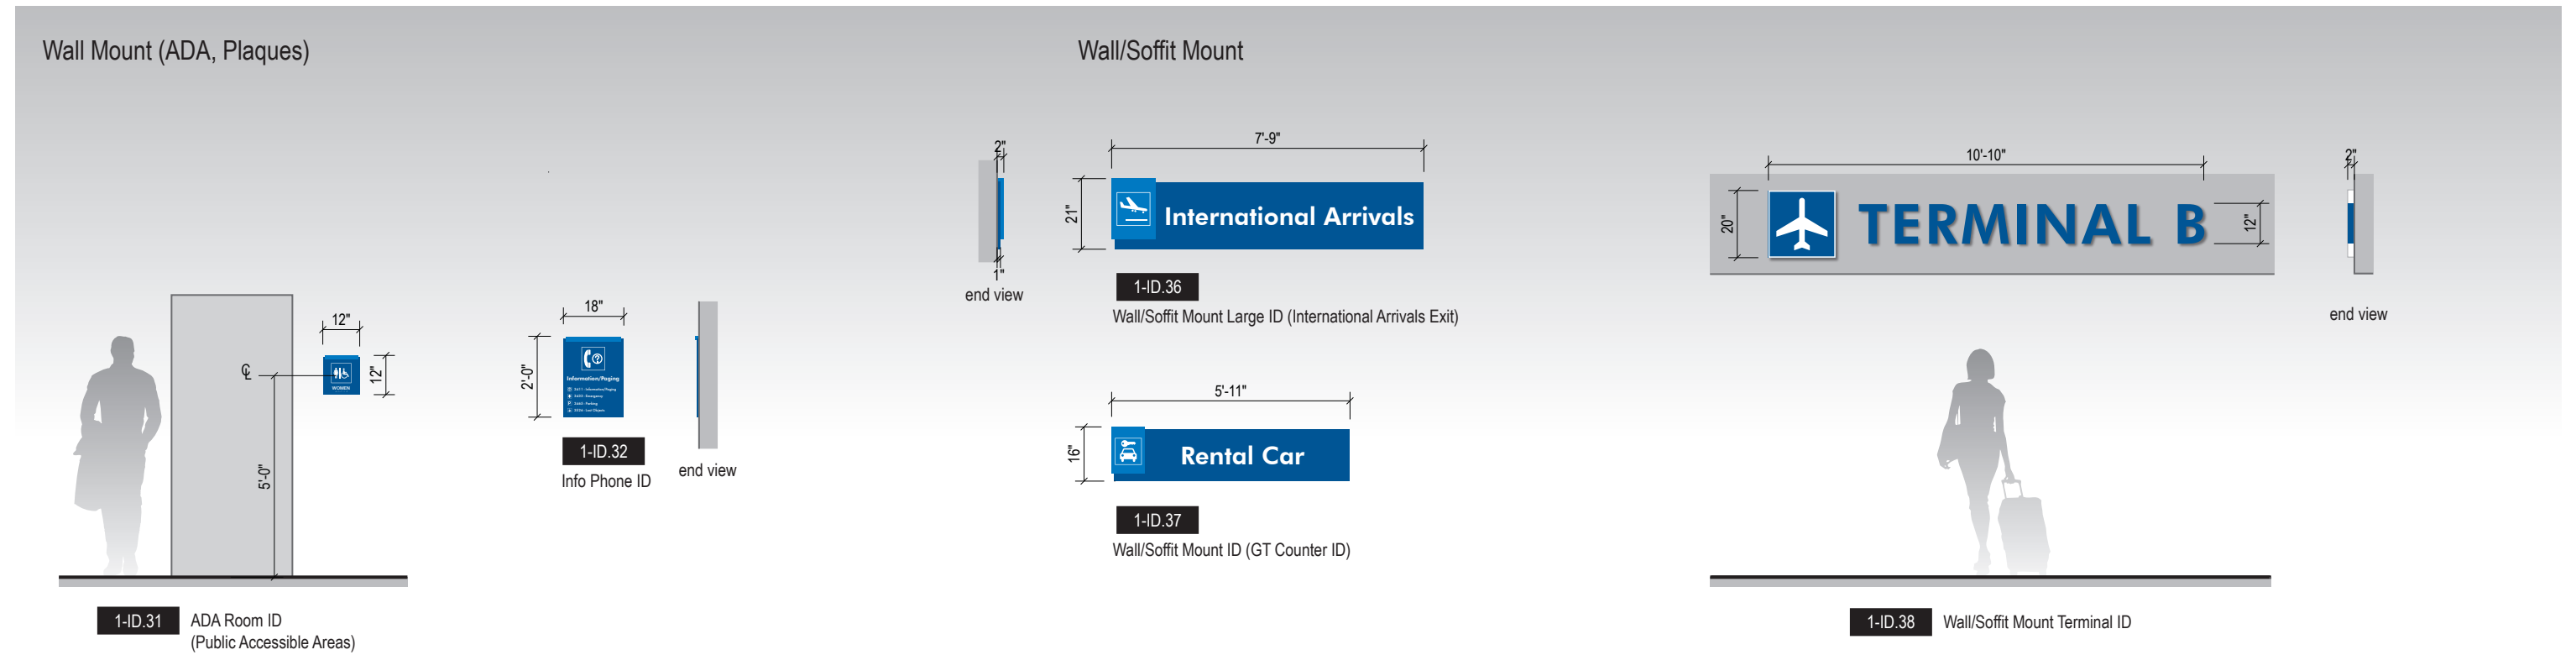 Wall Mount (ADA, Plaques)
12"
℄
WOMEN
12"
5'-0"
1-ID.31
ADA Room ID
(Public Accessible Areas)
18"
2'-0"
Information/Paging
1-ID.32
Info Phone ID
end view
Wall/Soffit Mount
2"
1"
end view
7'-9"
21"
International Arrivals
1-ID.36
Wall/Soffit Mount Large ID (International Arrivals Exit)
5'-11"
16"
Rental Car
1-ID.37
Wall/Soffit Mount ID (GT Counter ID)
10'-10"
20"
TERMINAL B
12"
2"
end view
1-ID.38
Wall/Soffit Mount Terminal ID